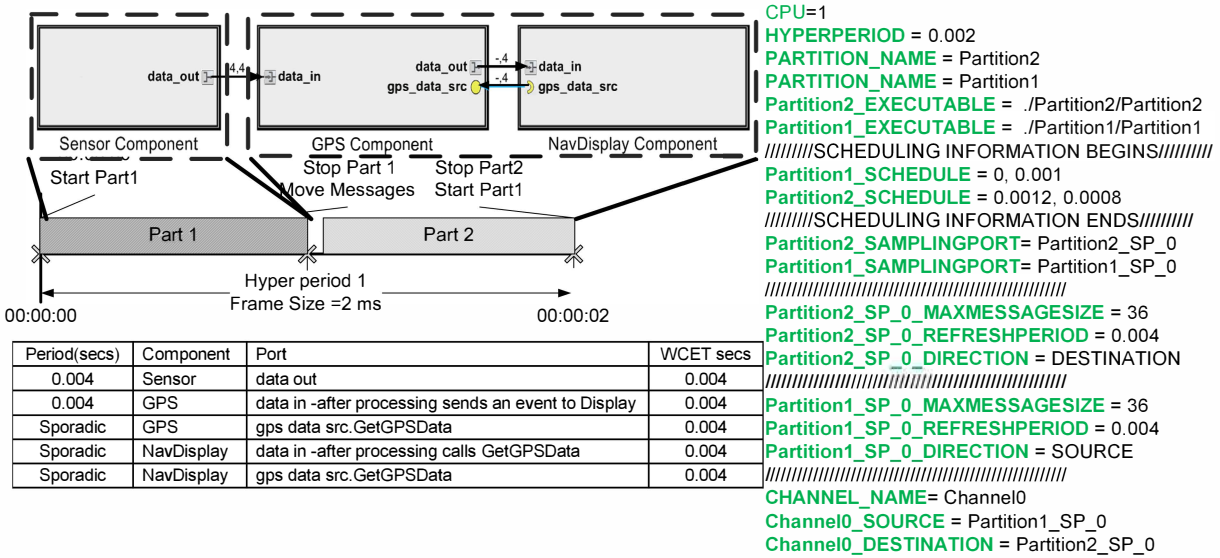 data_out
4,4
data_in
data_out
-,4
data_in
gps_data_src
-,4
gps_data_src
Sensor Component
GPS Component
NavDisplay Component
Start Part1
Stop Part 1
Move Messages
Stop Part2
Start Part1
Part 1
Part 2
Hyper period 1
Frame Size =2 ms
00:00:00
00:00:02
Period(secs) Component Port WCET secs
0.004 Sensor data out 0.004
0.004 GPS data in -after processing sends an event to Display 0.004
Sporadic GPS gps data src.GetGPSData 0.004
Sporadic NavDisplay data in -after processing calls GetGPSData 0.004
Sporadic NavDisplay gps data src.GetGPSData 0.004
CPU=1
HYPERPERIOD = 0.002
PARTITION_NAME = Partition2
PARTITION_NAME = Partition1
Partition2_EXECUTABLE = ./Partition2/Partition2
Partition1_EXECUTABLE = ./Partition1/Partition1
/////////SCHEDULING INFORMATION BEGINS//////////
Partition1_SCHEDULE = 0, 0.001
Partition2_SCHEDULE = 0.0012, 0.0008
/////////SCHEDULING INFORMATION ENDS//////////
Partition2_SAMPLINGPORT= Partition2_SP_0
Partition1_SAMPLINGPORT= Partition1_SP_0
//////////////////////////////////////////////////////////
Partition2_SP_0_MAXMESSAGESIZE = 36
Partition2_SP_0_REFRESHPERIOD = 0.004
Partition2_SP_0_DIRECTION = DESTINATION
//////////////////////////////////////////////////////////
Partition1_SP_0_MAXMESSAGESIZE = 36
Partition1_SP_0_REFRESHPERIOD = 0.004
Partition1_SP_0_DIRECTION = SOURCE
//////////////////////////////////////////////////////////
CHANNEL_NAME= Channel0
Channel0_SOURCE = Partition1_SP_0
Channel0_DESTINATION = Partition2_SP_0